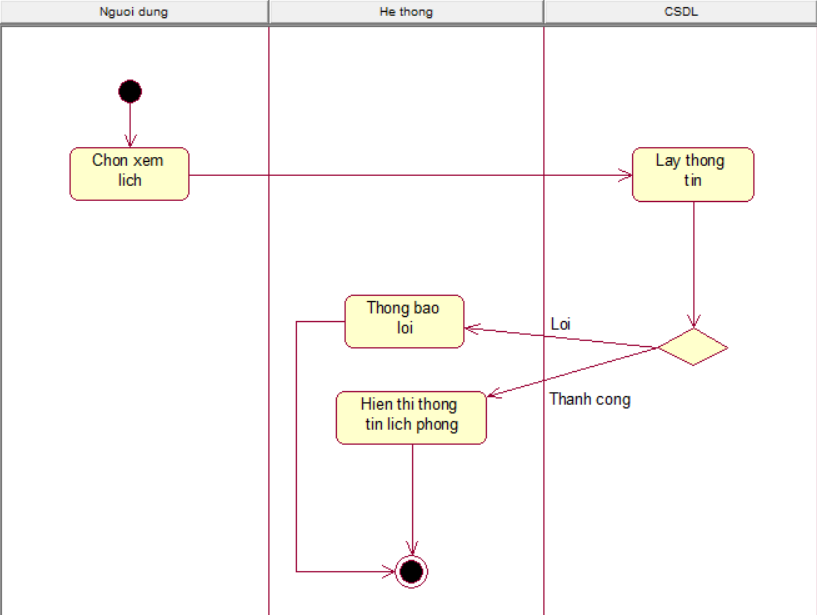 Nguoi dung
He thong
CSDL
Chon xem
lich
Lay thong
tin
Thong bao
loi
Loi
Hien thi thong
tin lich phong
Thanh cong